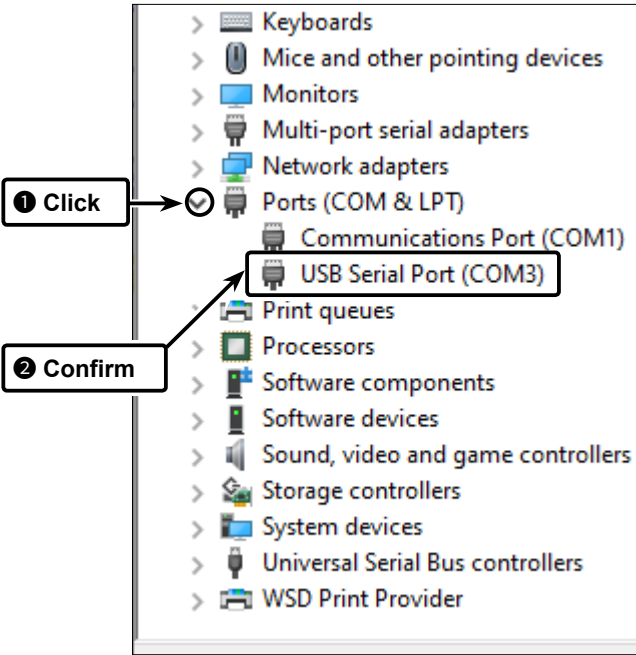 Keyboards
Mice and other pointing devices
Monitors
Multi-port serial adapters
Network adapters
❶ Click
Ports (COM & LPT)
Communications Port (COM1)
USB Serial Port (COM3)
Print queues
❷ Confirm
Processors
Software components
Software devices
Sound, video and game controllers
Storage controllers
System devices
Universal Serial Bus controllers
WSD Print Provider